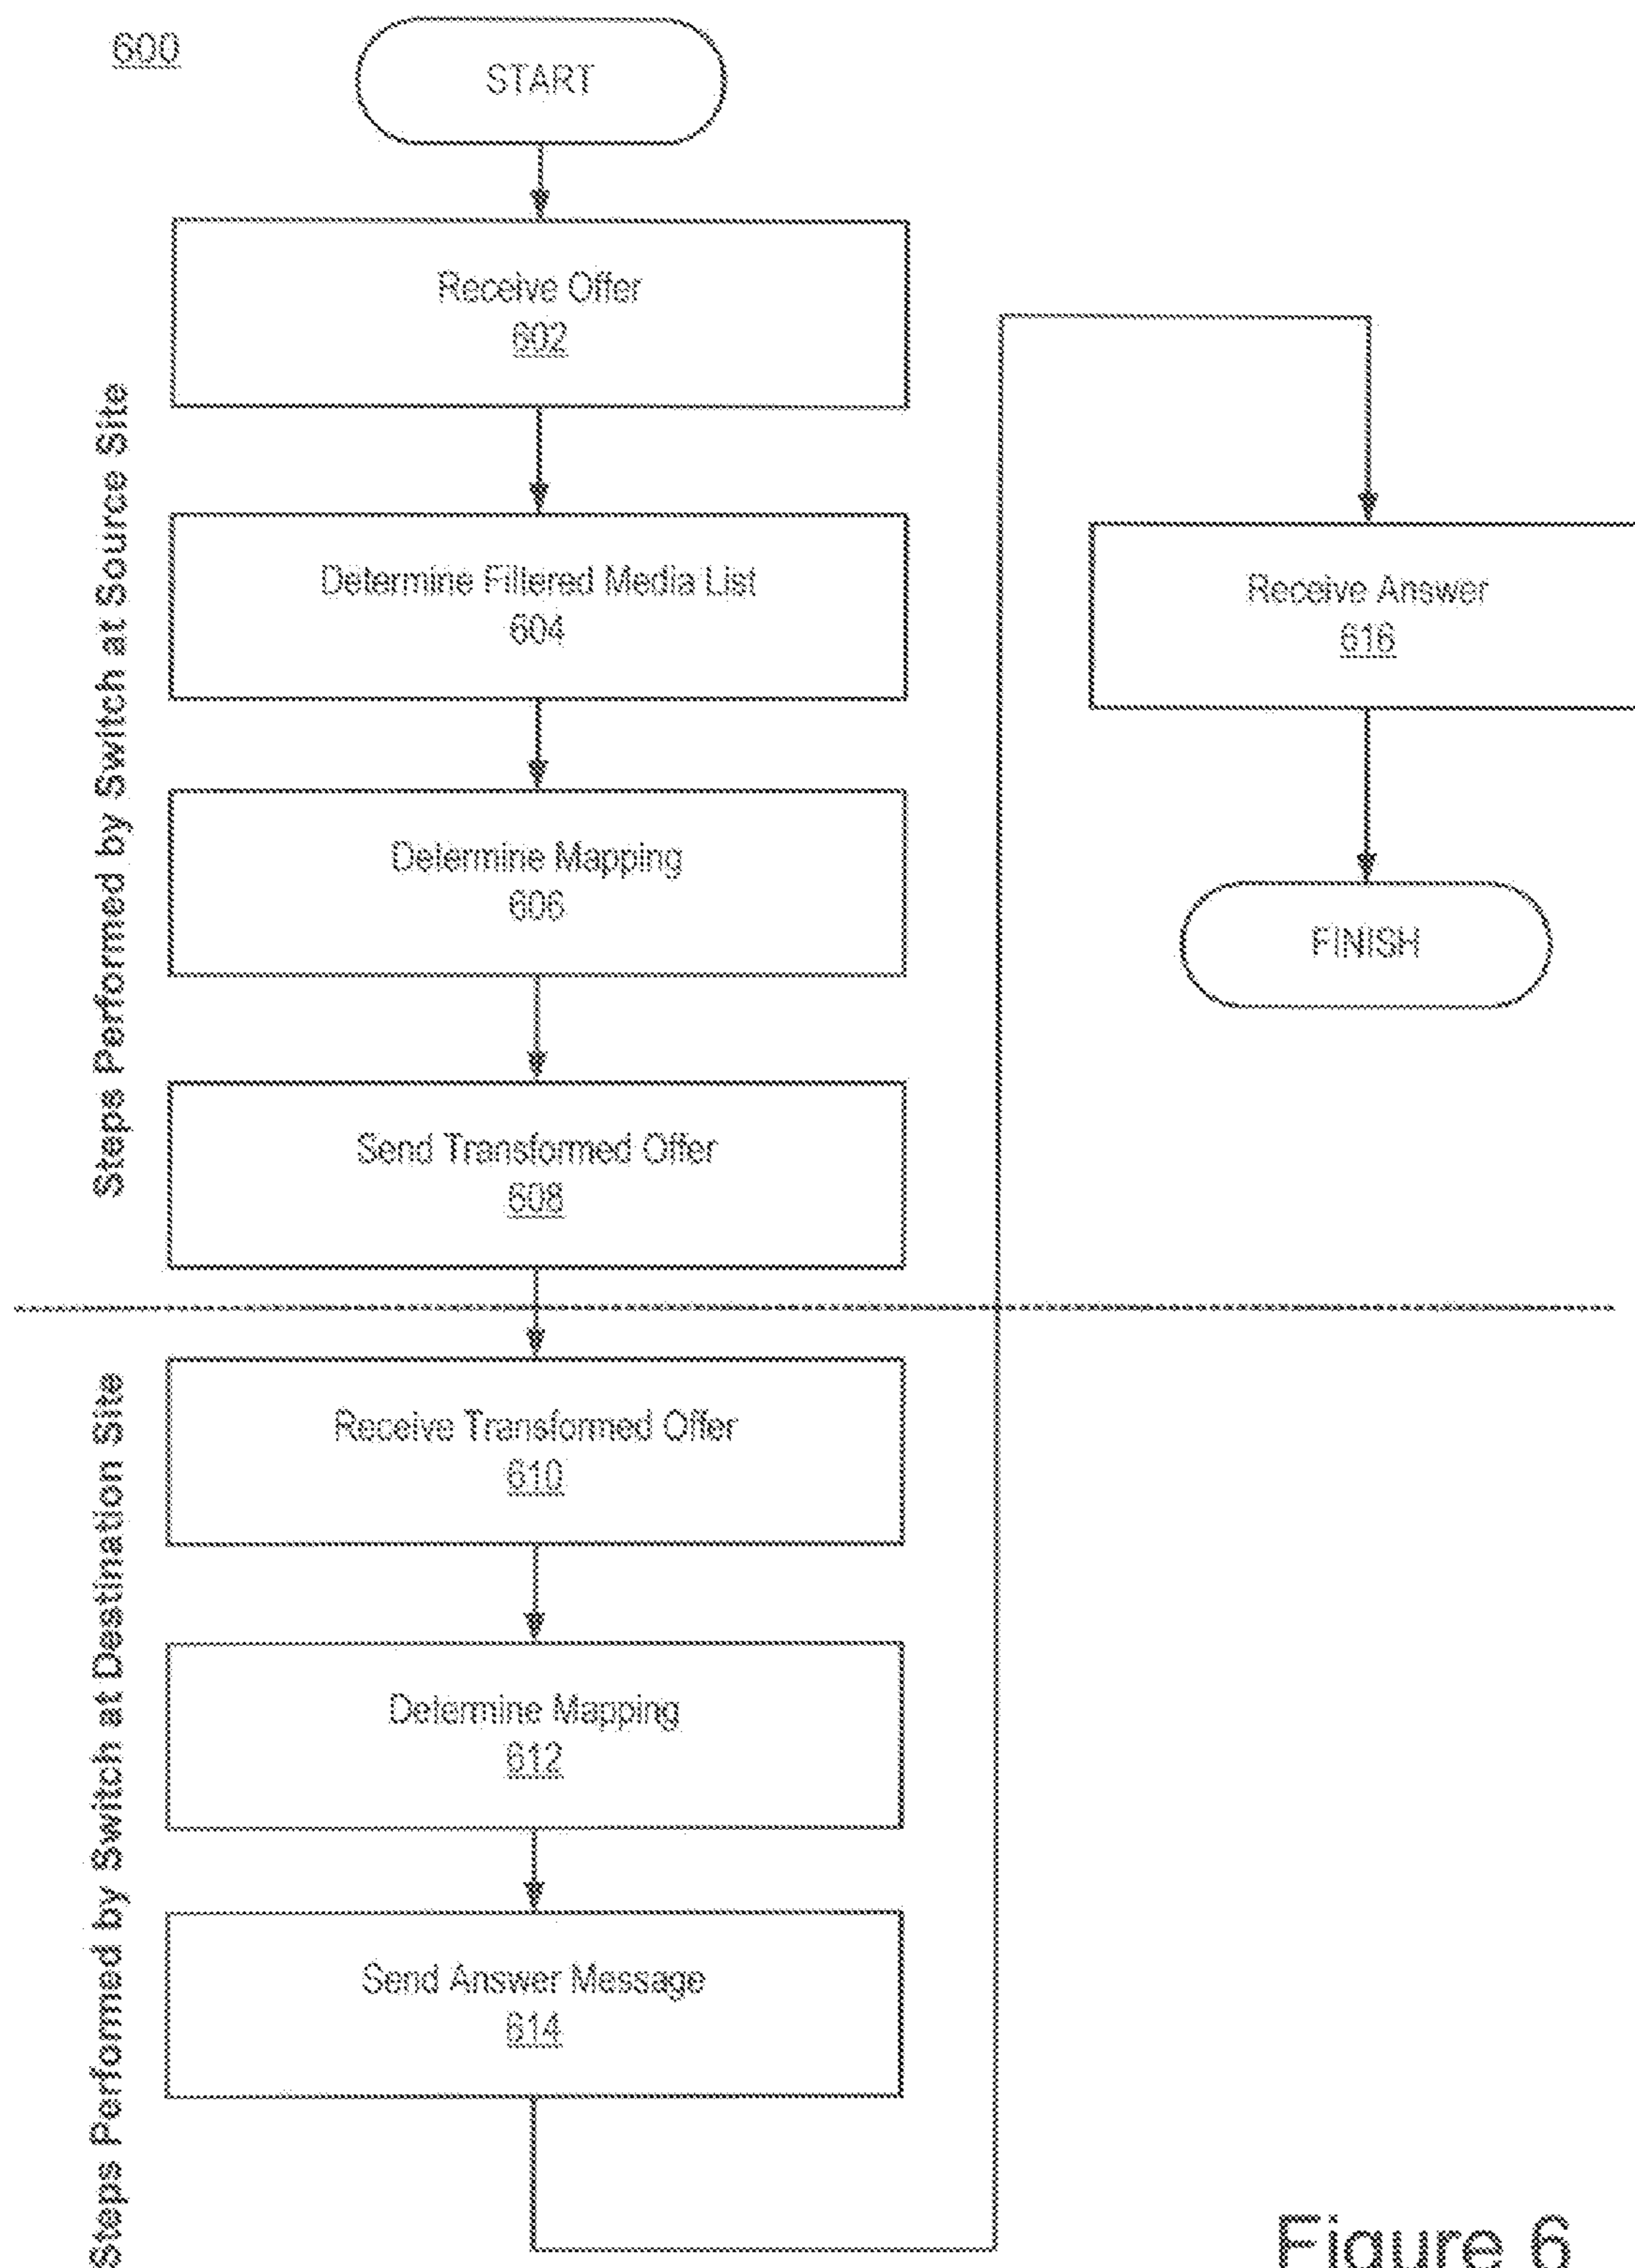 600
START
Receive Offer
602
Determine Filtered Media List
604
Determine Mapping
606
Send Transformed Offer
608
Steps Performed by Switch at Source Site
Receive Transformed Offer
610
Determine Mapping
612
Send Answer Message
614
Steps Performed by Switch at Destination Site
Receive Answer
616
FINISH
Figure 6